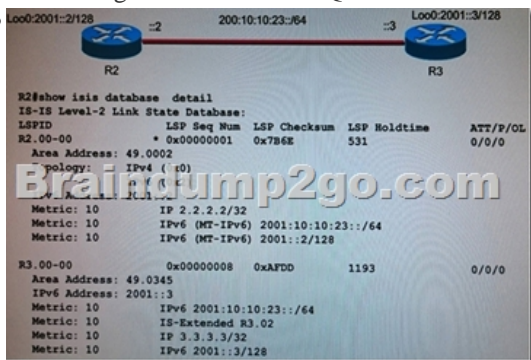 Loo0:2001::2/128
::2
200:10:10:23::/64
::3
Loo0:2001::3/128
R2
R3
R2#show isis database detail
IS-IS Level-2 Link State Database:
LSPID LSP Seq Num LSP Checksum LSP Holdtime ATT/P/OL
R2.00-00 * 0x00000001 0x7B6E 531 0/0/0
Area Address: 49.0002
Topology: IPv4
Braindump2go.com
Metric: 10 IP 2.2.2.2/32
Metric: 10 IPv6 (MT-IPv6) 2001:10:10:23::/64
Metric: 10 IPv6 (MT-IPv6) 2001::2/128
R3.00-00 0x00000008 0xAFDD 1193 0/0/0
Area Address: 49.0345
IPv6 Address: 2001::3
Metric: 10 IPv6 2001:10:10:23::/64
Metric: 10 IS-Extended R3.02
Metric: 10 IP 3.3.3.3/32
Metric: 10 IPv6 2001::3/128